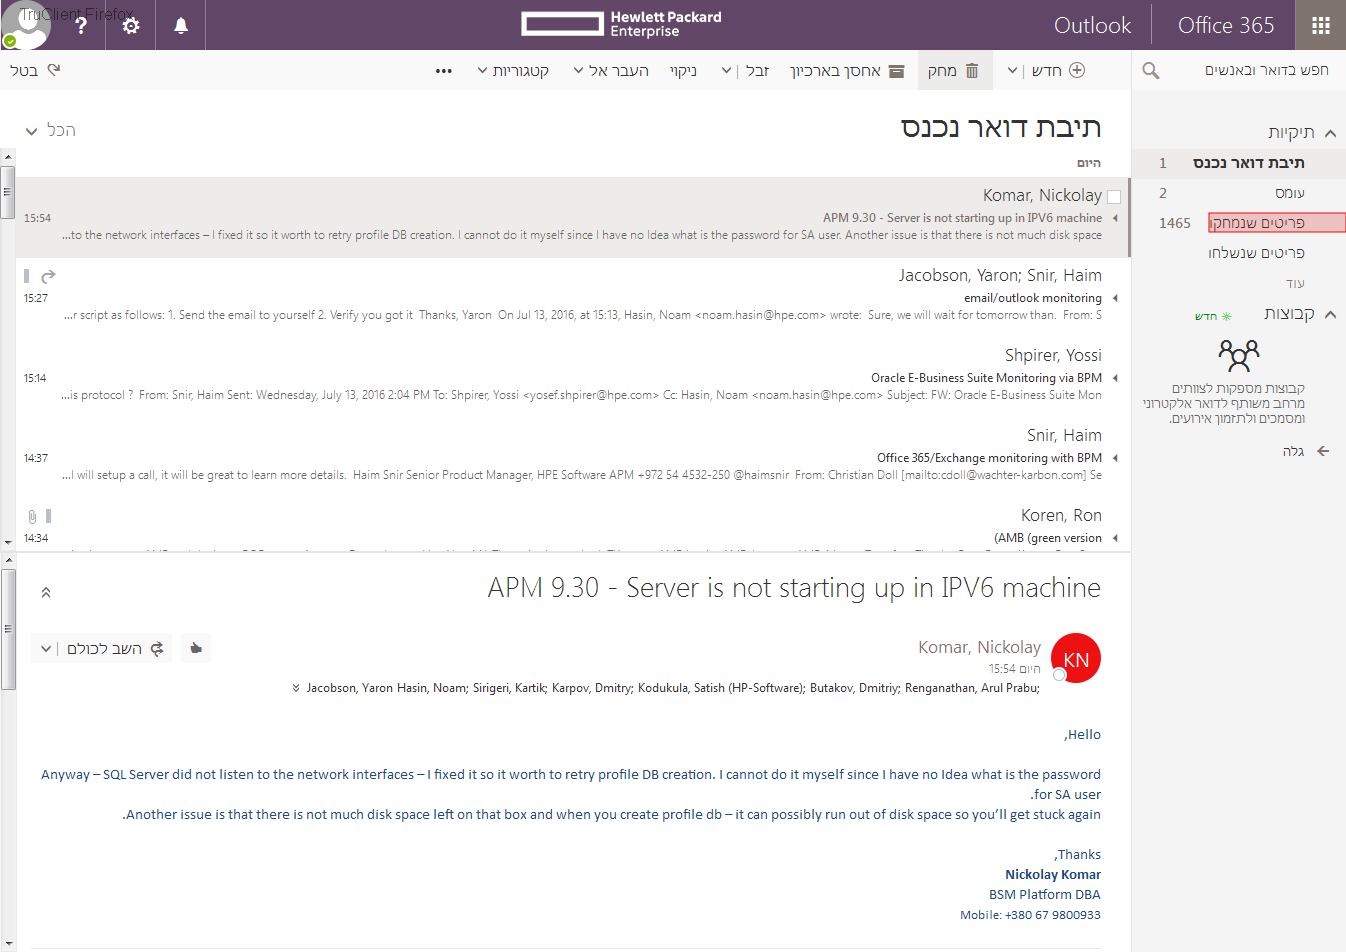 TruClient Firefox
?
Hewlett Packard
Enterprise
Outlook
Office 365
חפש בדואר ובאנשים
חדש
מחק
אחסן בארכיון
זבל
ניקוי
העבר אל
קטגוריות
•••
בטל
תיקיות
תיבת דואר נכנס 1
עומס 2
פריטים שנמחקו 1465
פריטים שנשלחו
עוד
קבוצות
חדש
קבוצות מספקות לצוותים
מרחב משותף לדואר אלקטרוני
ומסמכים ולתזמון אירועים.
גלה
תיבת דואר נכנס
הכל
היום
Komar, Nickolay
APM 9.30 - Server is not starting up in IPV6 machine
15:54
...to the network interfaces – I fixed it so it worth to retry profile DB creation. I cannot do it myself since I have no Idea what is the password for SA user. Another issue is that there is not much disk space
Jacobson, Yaron; Snir, Haim
email/outlook monitoring
15:27
...r script as follows: 1. Send the email to yourself 2. Verify you got it Thanks, Yaron On Jul 13, 2016, at 15:13, Hasin, Noam <noam.hasin@hpe.com> wrote: Sure, we will wait for tomorrow than. From: S
Shpirer, Yossi
Oracle E-Business Suite Monitoring via BPM
15:14
...is protocol ? From: Snir, Haim Sent: Wednesday, July 13, 2016 2:04 PM To: Shpirer, Yossi <yosef.shpirer@hpe.com> Cc: Hasin, Noam <noam.hasin@hpe.com> Subject: FW: Oracle E-Business Suite Mon
Snir, Haim
Office 365/Exchange monitoring with BPM
14:37
...I will setup a call, it will be great to learn more details. Haim Snir Senior Product Manager, HPE Software APM +972 54 4532-250 @haimsnir From: Christian Doll [mailto:cdoll@wachter-karbon.com] Se
Koren, Ron
(AMB (green version
14:34
APM 9.30 - Server is not starting up in IPV6 machine
KN
Komar, Nickolay
היום 15:54
השב לכולם
Jacobson, Yaron Hasin, Noam; Sirigeri, Kartik; Karpov, Dmitry; Kodukula, Satish (HP-Software); Butakov, Dmitriy; Renganathan, Arul Prabu;
,Hello
Anyway – SQL Server did not listen to the network interfaces – I fixed it so it worth to retry profile DB creation. I cannot do it myself since I have no Idea what is the password
.for SA user
.Another issue is that there is not much disk space left on that box and when you create profile db – it can possibly run out of disk space so you’ll get stuck again
,Thanks
Nickolay Komar
BSM Platform DBA
Mobile: +380 67 9800933